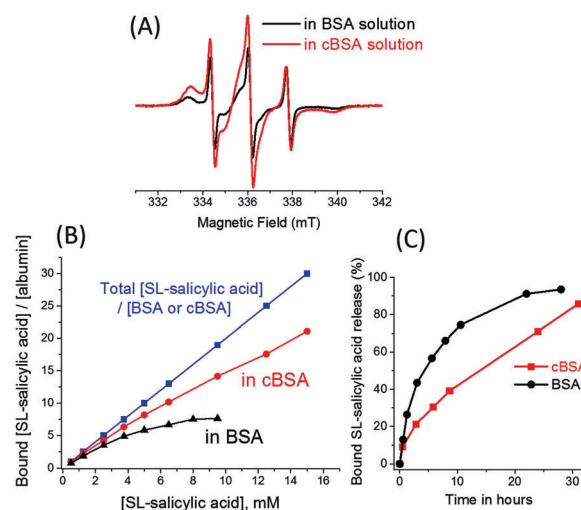 (A)
in BSA solution
in cBSA solution
332 334 336 338 340 342
Magnetic Field (mT)
(B)
Bound [SL-salicylic acid] / [albumin]
30
25
20
15
10
5
0
Total [SL-salicylic acid]
/ [BSA or cBSA]
in cBSA
in BSA
0 2 4 6 8 10 12 14 16
[SL-salicylic acid], mM
(C)
Bound SL-salicylic acid release (%)
100
80
60
40
20
0
cBSA
BSA
0 10 20 30
Time in hours